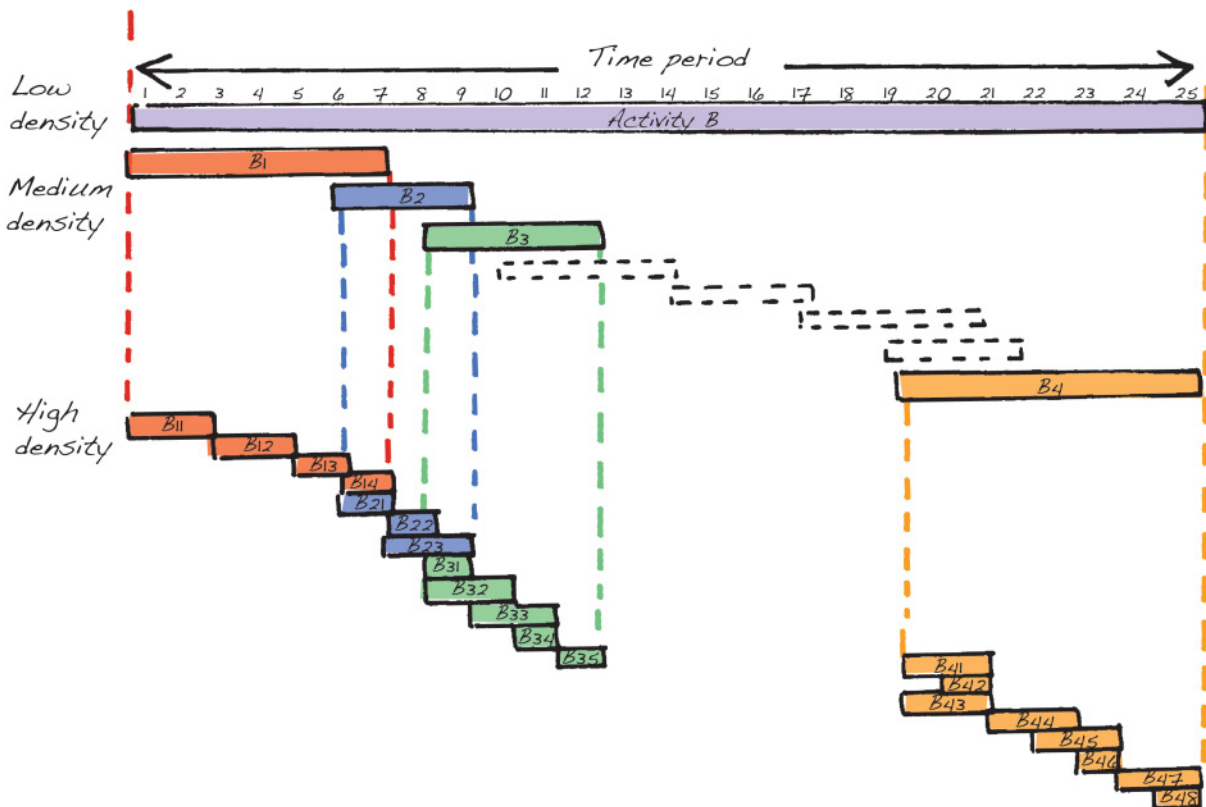 Time period
Low density
1 2 3 4 5 6 7 8 9 10 11 12 13 14 15 16 17 18 19 20 21 22 23 24 25
Activity B
B1
Medium density
B2
B3
B4
High density
B11
B12
B13
B14
B21
B22
B23
B31
B32
B33
B34
B35
B41
B42
B43
B44
B45
B46
B47
B48